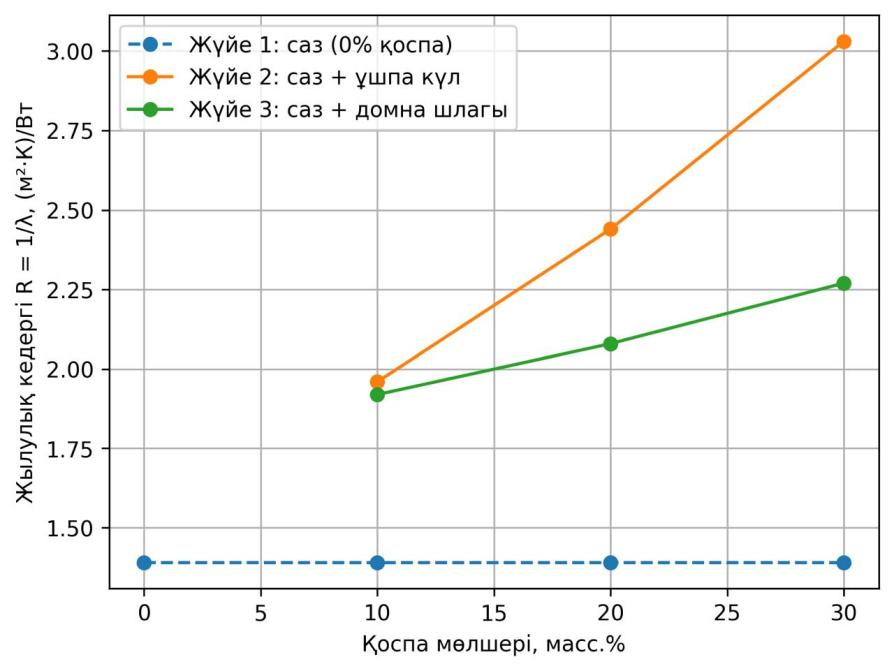 Жүйе 1: саз (0% қоспа)
Жүйе 2: саз + ұшпа күл
Жүйе 3: саз + домна шлагы
Жылулық кедергі R = 1/λ, (м²·К)/Вт
3.00
2.75
2.50
2.25
2.00
1.75
1.50
0 5 10 15 20 25 30
Қоспа мөлшері, масс.%